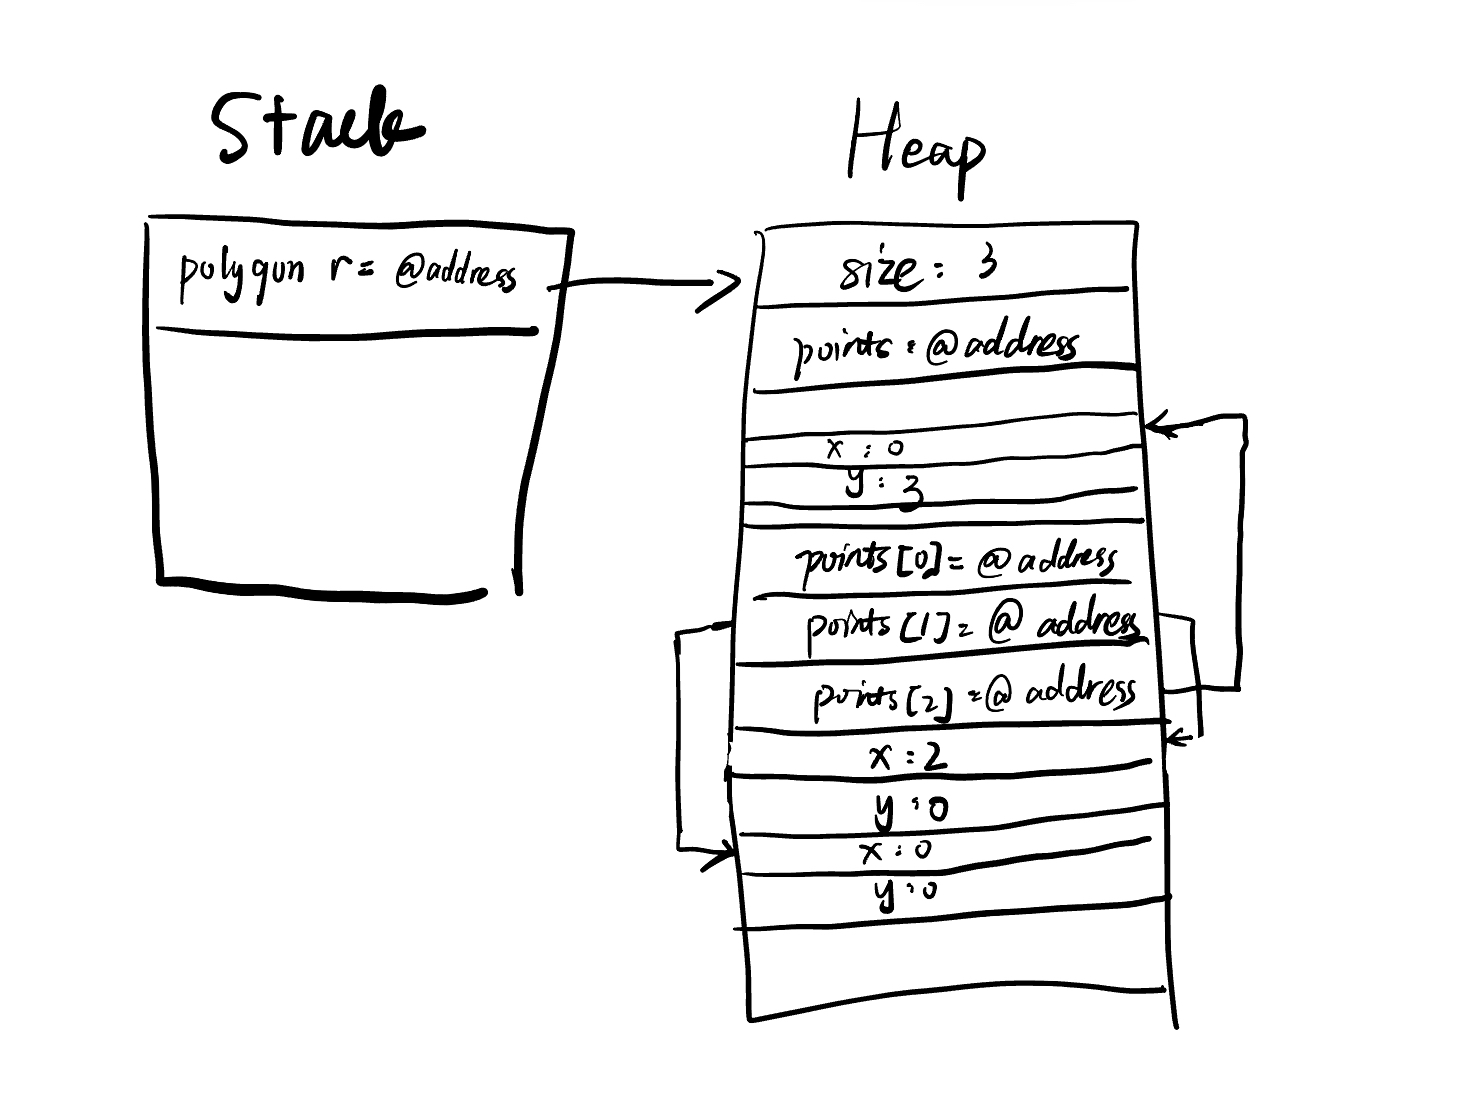 Stack
polygon r = @address
Heap
size: 3
points: @address
x : 0
y : 3
points[0] = @address
points[1] = @ address
points[2] = @ address
x : 2
y : 0
x : 0
y : 0